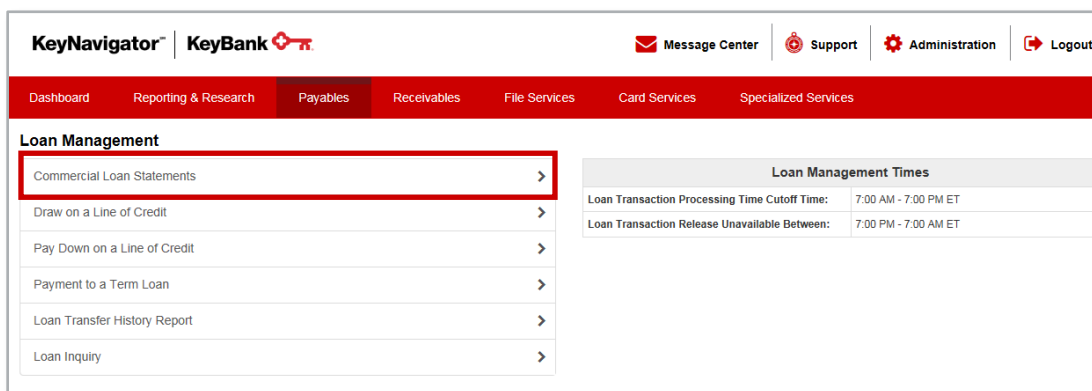 KeyNavigator℠ | KeyBank
Message Center
Support
Administration
Logout
Dashboard Reporting & Research Payables Receivables File Services Card Services Specialized Services
Loan Management
Commercial Loan Statements
Draw on a Line of Credit
Pay Down on a Line of Credit
Payment to a Term Loan
Loan Transfer History Report
Loan Inquiry
Loan Management Times
Loan Transaction Processing Time Cutoff Time: 7:00 AM - 7:00 PM ET
Loan Transaction Release Unavailable Between: 7:00 PM - 7:00 AM ET